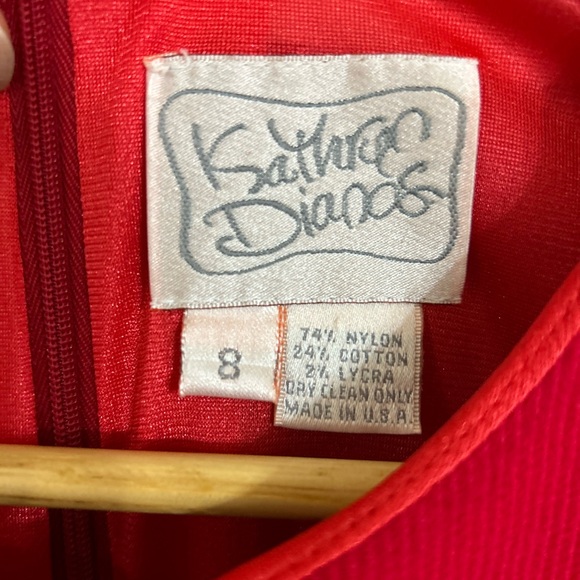 Kathryn
Dianos
8
74% NYLON
24% COTTON
2% LYCRA
DRY CLEAN ONLY
MADE IN U.S.A.